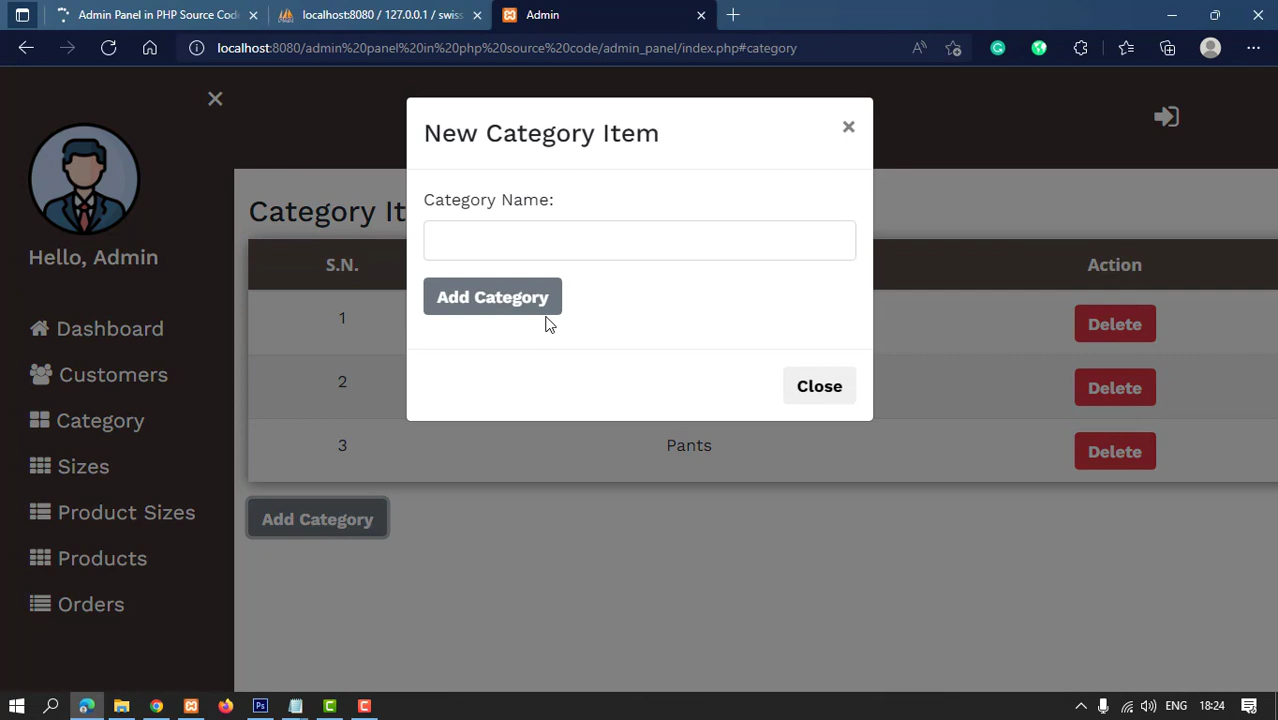 Admin Panel in PHP Source Code
localhost:8080 / 127.0.0.1 / swiss
Admin
localhost:8080/admin%20panel%20in%20php%20source%20code/admin_panel/index.php#category
New Category Item
×
Category Name:
Add Category
Close
Hello, Admin
Dashboard
Customers
Category
Sizes
Product Sizes
Products
Orders
Category It
S.N.
Action
1
Delete
2
Delete
3
Pants
Delete
Add Category
ENG
18:24